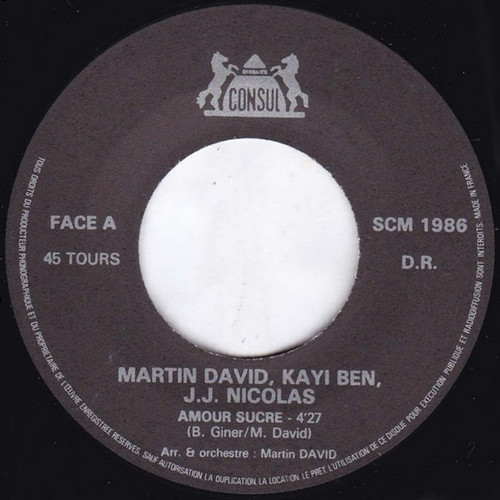 CONSUL
FACE A
SCM 1986
45 TOURS
D.R.
MARTIN DAVID, KAYI BEN,
J.J. NICOLAS
AMOUR SUCRE - 4'27
(B. Giner/M. David)
Arr. & orchestre : Martin DAVID
TOUS DROITS DU PRODUCTEUR PHONOGRAPHIQUE ET DU PROPRIETAIRE DE L'ŒUVRE ENREGISTREE RESERVES. SAUF AUTORISATION LA DUPLICATION, LA LOCATION, LE PRET, L'UTILISATION DE CE DISQUE POUR EXECUTION PUBLIQUE ET RADIODIFFUSION SONT INTERDITS. MADE IN FRANCE